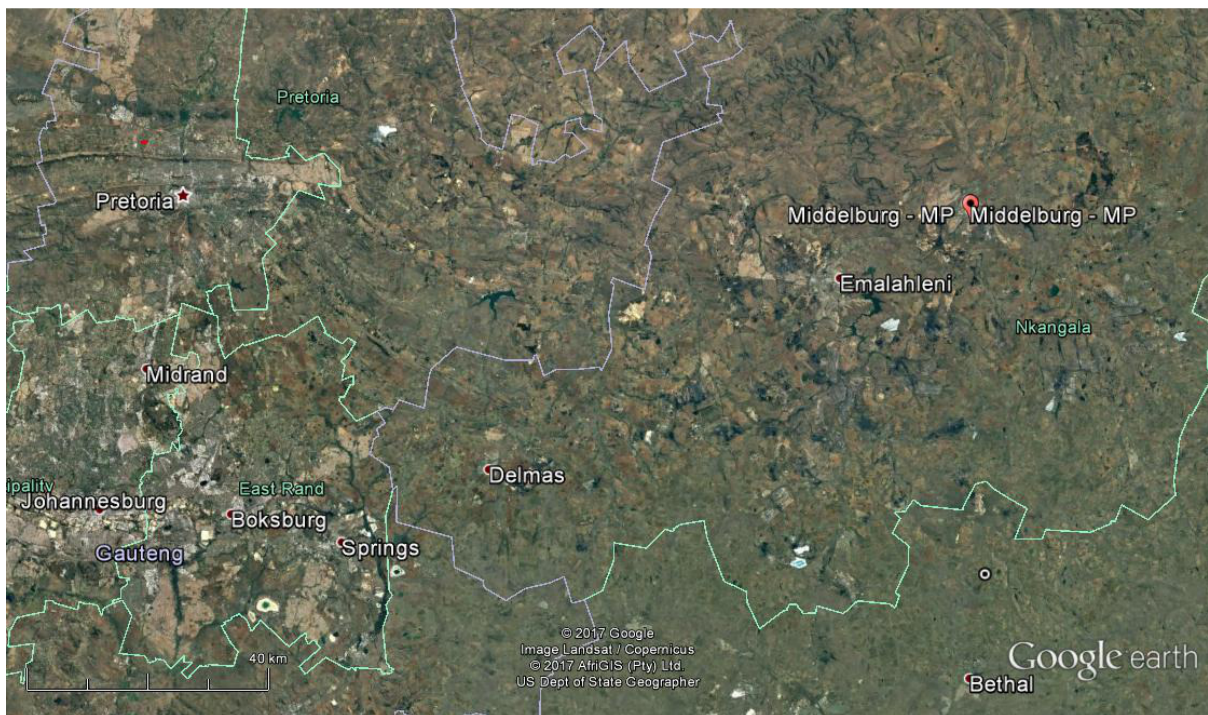 Pretoria
Pretoria
Middelburg - MP
Middelburg - MP
Emalahleni
Nkangala
Midrand
Delmas
ipality
East Rand
Johannesburg
Boksburg
Springs
Gauteng
© 2017 Google
Image Landsat / Copernicus
© 2017 AfriGIS (Pty) Ltd.
US Dept of State Geographer
40 km
Google earth
Bethal